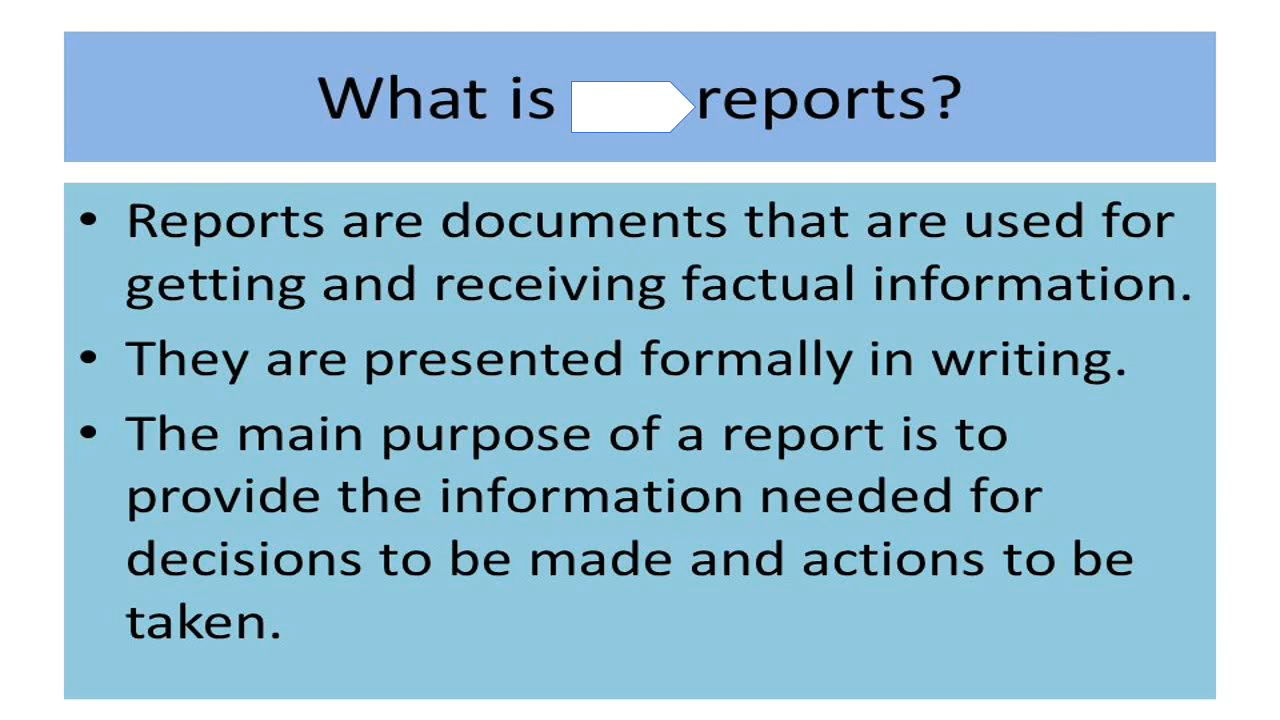 What is reports?
• Reports are documents that are used for
getting and receiving factual information.
• They are presented formally in writing.
• The main purpose of a report is to
provide the information needed for
decisions to be made and actions to be
taken.